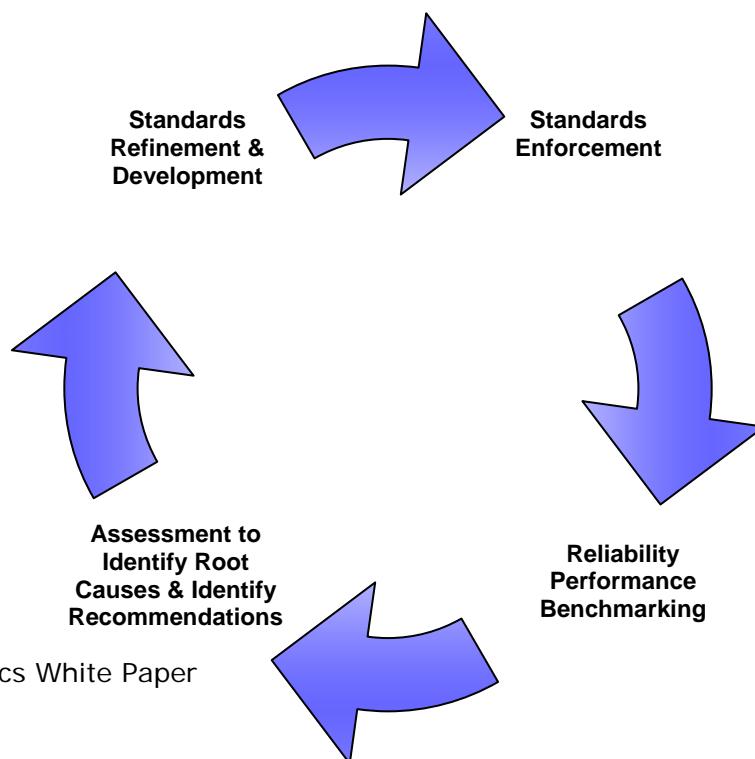 Standards
Refinement &
Development
Standards
Enforcement
Assessment to
Identify Root
Causes & Identify
Recommendations
Reliability
Performance
Benchmarking
cs White Paper